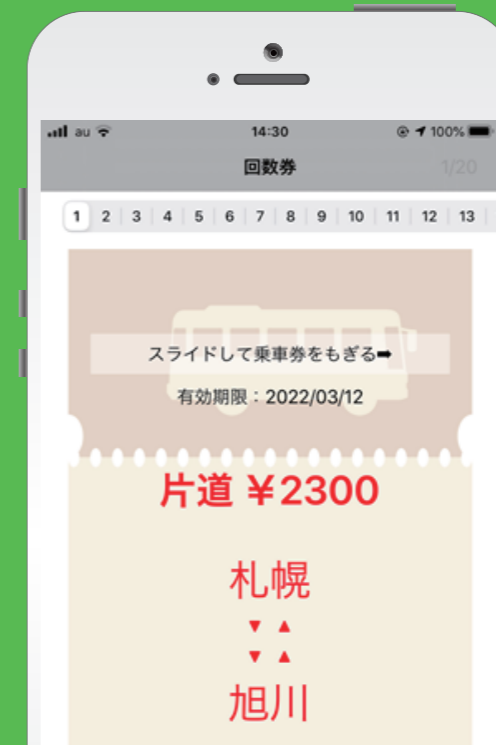 au 14:30 100%
回数券 1/20
1 2 3 4 5 6 7 8 9 10 11 12 13
スライドして乗車券をもぎる➡
有効期限：2022/03/12
片道 ¥2300
札幌
▼ ▲
▼ ▲
旭川